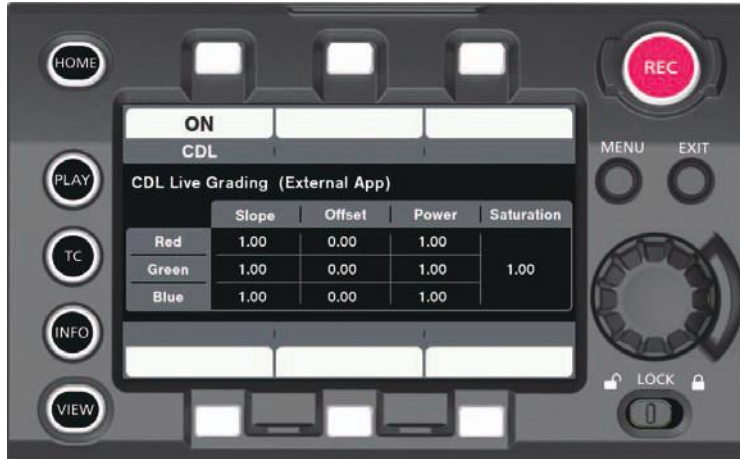 HOME
REC
ON
CDL
MENU EXIT
PLAY
CDL Live Grading (External App)
Slope Offset Power Saturation
Red 1.00 0.00 1.00
TC
Green 1.00 0.00 1.00 1.00
Blue 1.00 0.00 1.00
INFO
LOCK
VIEW